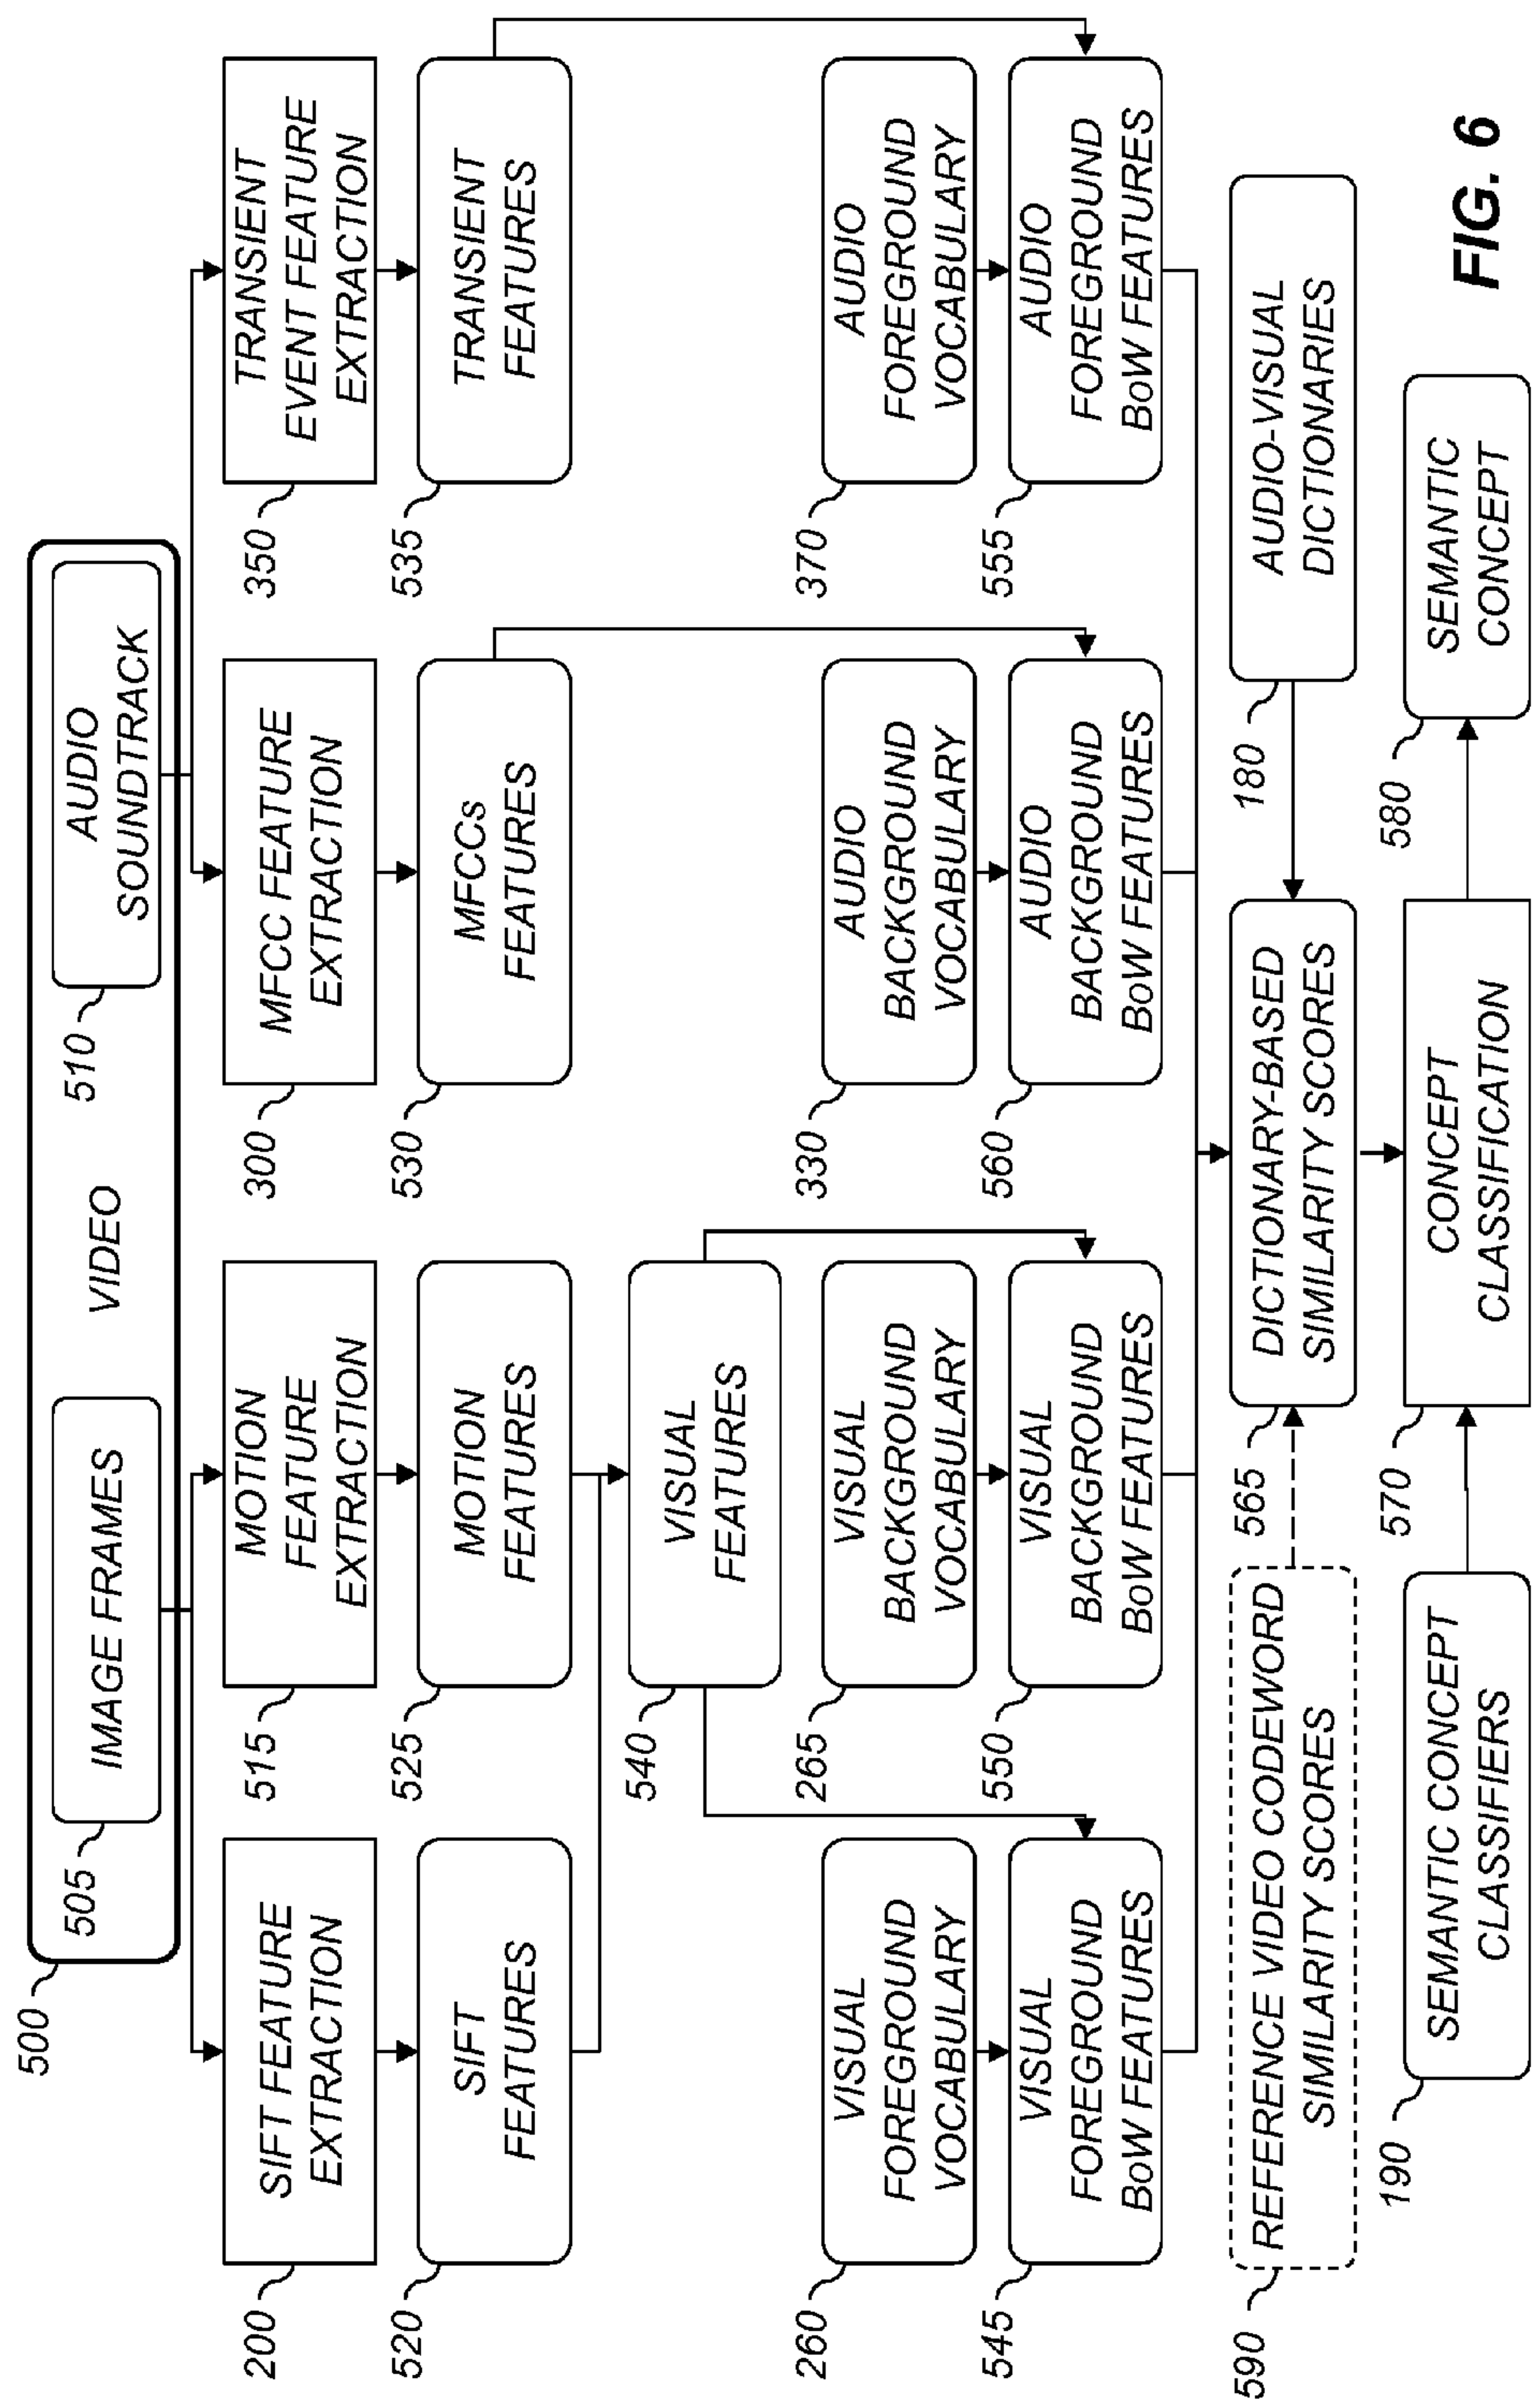 500
505
IMAGE FRAMES
VIDEO
510
AUDIO
SOUNDTRACK
200
SIFT FEATURE
EXTRACTION
515
MOTION
FEATURE
EXTRACTION
300
MFCC FEATURE
EXTRACTION
350
TRANSIENT
EVENT FEATURE
EXTRACTION
520
SIFT
FEATURES
525
MOTION
FEATURES
530
MFCCs
FEATURES
535
TRANSIENT
FEATURES
540
VISUAL
FEATURES
260
VISUAL
FOREGROUND
VOCABULARY
265
VISUAL
BACKGROUND
VOCABULARY
330
AUDIO
BACKGROUND
VOCABULARY
370
AUDIO
FOREGROUND
VOCABULARY
545
VISUAL
FOREGROUND
BoW FEATURES
550
VISUAL
BACKGROUND
BoW FEATURES
560
AUDIO
BACKGROUND
BoW FEATURES
555
AUDIO
FOREGROUND
BoW FEATURES
590
REFERENCE VIDEO CODEWORD
SIMILARITY SCORES
565
DICTIONARY-BASED
SIMILARITY SCORES
180
AUDIO-VISUAL
DICTIONARIES
190
SEMANTIC CONCEPT
CLASSIFIERS
570
CONCEPT
CLASSIFICATION
580
SEMANTIC
CONCEPT
FIG. 6